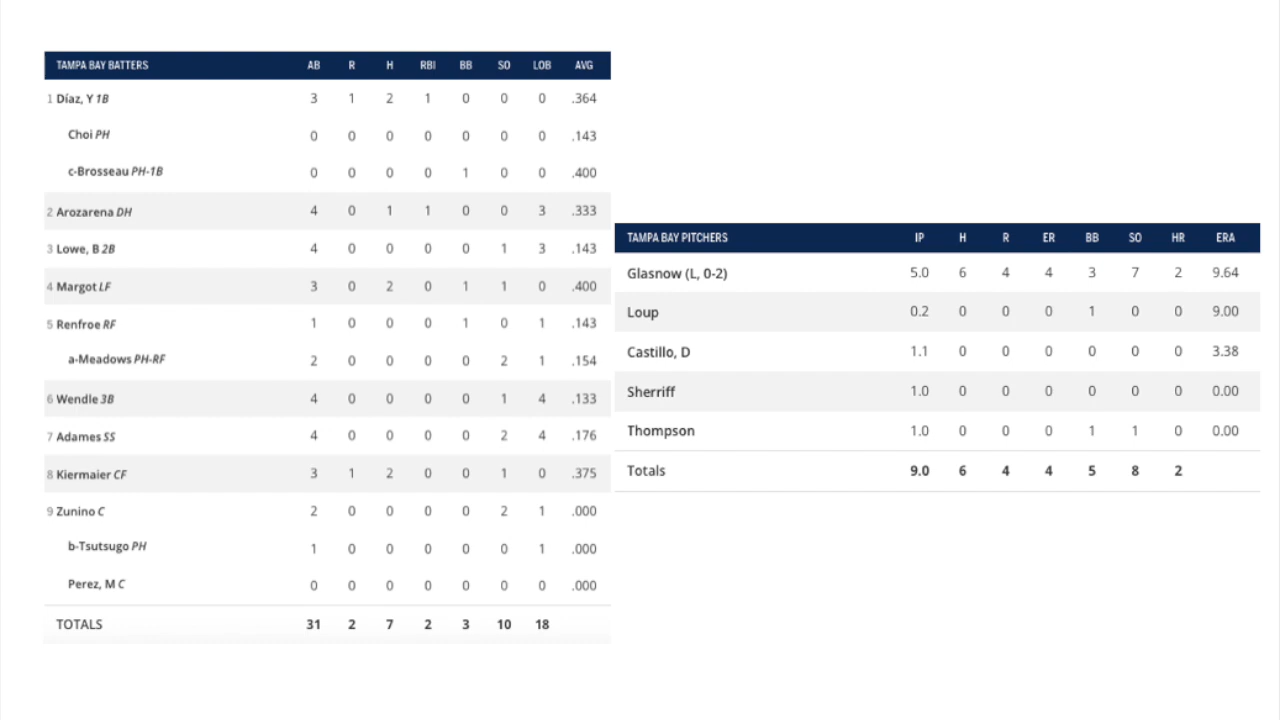 TAMPA BAY BATTERS AB R H RBI BB SO LOB AVG
1 Díaz, Y 1B 3 1 2 1 0 0 0 .364
Choi PH 0 0 0 0 0 0 0 .143
c-Brosseau PH-1B 0 0 0 0 1 0 0 .400
2 Arozarena DH 4 0 1 1 0 0 3 .333
3 Lowe, B 2B 4 0 0 0 0 1 3 .143
4 Margot LF 3 0 2 0 1 1 0 .400
5 Renfroe RF 1 0 0 0 1 0 1 .143
a-Meadows PH-RF 2 0 0 0 0 2 1 .154
6 Wendle 3B 4 0 0 0 0 1 4 .133
7 Adames SS 4 0 0 0 0 2 4 .176
8 Kiermaier CF 3 1 2 0 0 1 0 .375
9 Zunino C 2 0 0 0 0 2 1 .000
b-Tsutsugo PH 1 0 0 0 0 0 1 .000
Perez, M C 0 0 0 0 0 0 0 .000
TOTALS 31 2 7 2 3 10 18
TAMPA BAY PITCHERS IP H R ER BB SO HR ERA
Glasnow (L, 0-2) 5.0 6 4 4 3 7 2 9.64
Loup 0.2 0 0 0 1 0 0 9.00
Castillo, D 1.1 0 0 0 0 0 0 3.38
Sherriff 1.0 0 0 0 0 0 0 0.00
Thompson 1.0 0 0 0 1 1 0 0.00
Totals 9.0 6 4 4 5 8 2